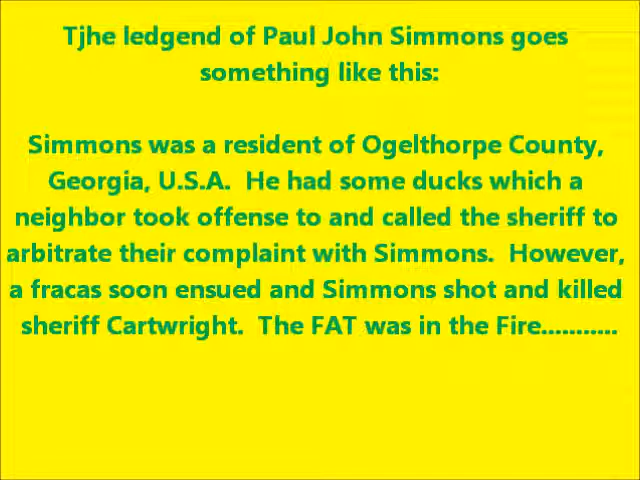 Tjhe ledgend of Paul John Simmons goes
something like this:
Simmons was a resident of Ogelthorpe County,
Georgia, U.S.A.  He had some ducks which a
neighbor took offense to and called the sheriff to
arbitrate their complaint with Simmons.  However,
a fracas soon ensued and Simmons shot and killed
sheriff Cartwright.  The FAT was in the Fire...........